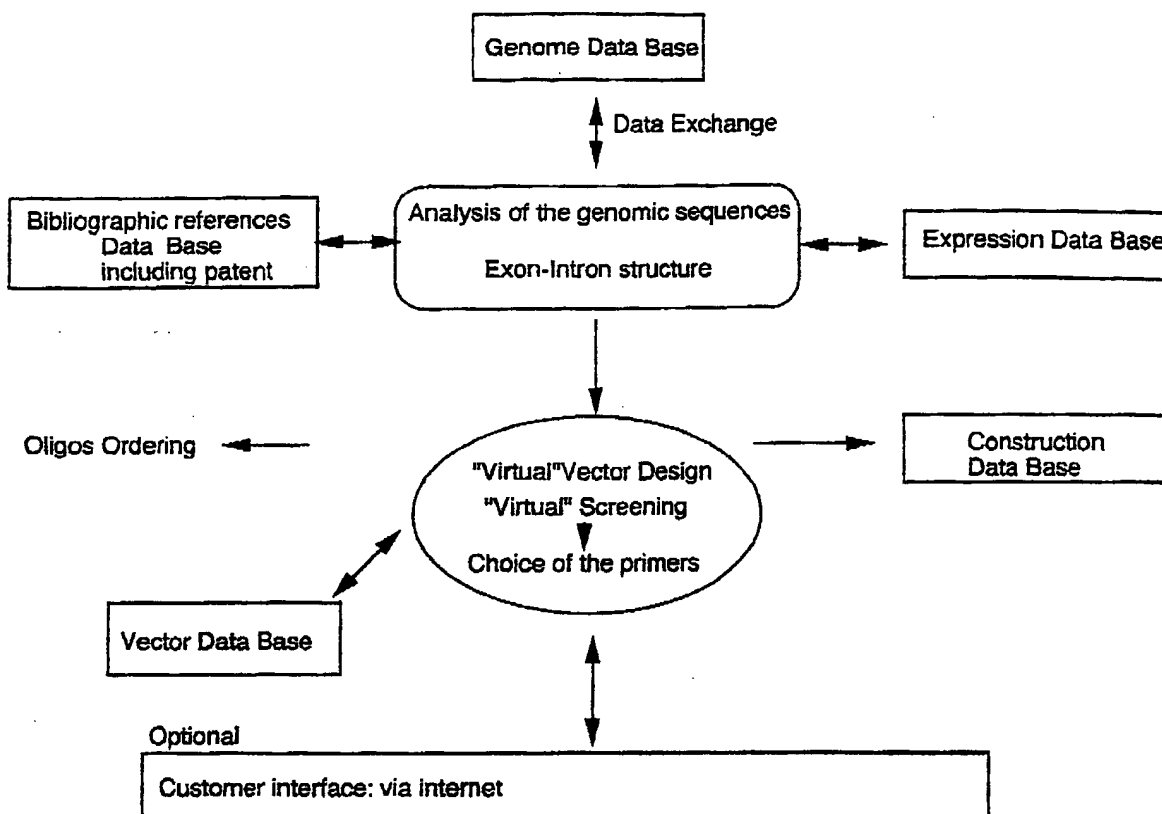 Genome Data Base
Data Exchange
Bibliographic references
Data Base
including patent
Analysis of the genomic sequences
Exon-Intron structure
Expression Data Base
Oligos Ordering
"Virtual"Vector Design
"Virtual" Screening
Choice of the primers
Construction
Data Base
Vector Data Base
Optional
Customer interface: via internet